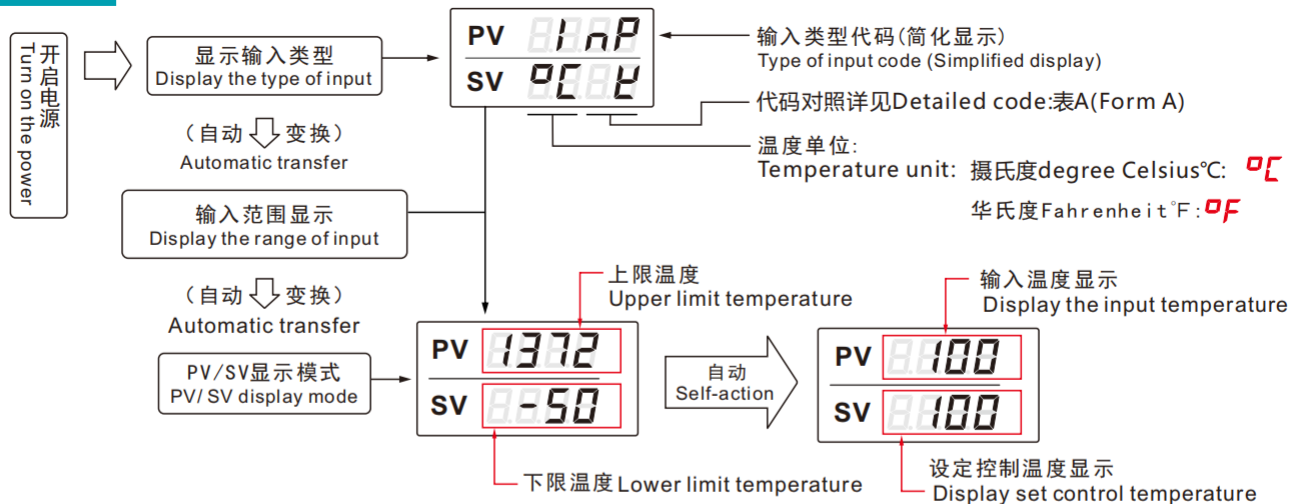 开启电源
Turn on the power
显示输入类型
Display the type of input
PV InP
SV °C
输入类型代码(简化显示)
Type of input code (Simplified display)
代码对照详见Detailed code:表A(Form A)
温度单位:
Temperature unit: 摄氏度degree Celsius℃: °C
华氏度Fahrenheit°F:°F
(自动 变换)
Automatic transfer
输入范围显示
Display the range of input
(自动 变换)
Automatic transfer
PV/SV显示模式
PV/ SV display mode
上限温度
Upper limit temperature
PV 1372
SV -50
下限温度Lower limit temperature
自动
Self-action
输入温度显示
Display the input temperature
PV 100
SV 100
设定控制温度显示
Display set control temperature